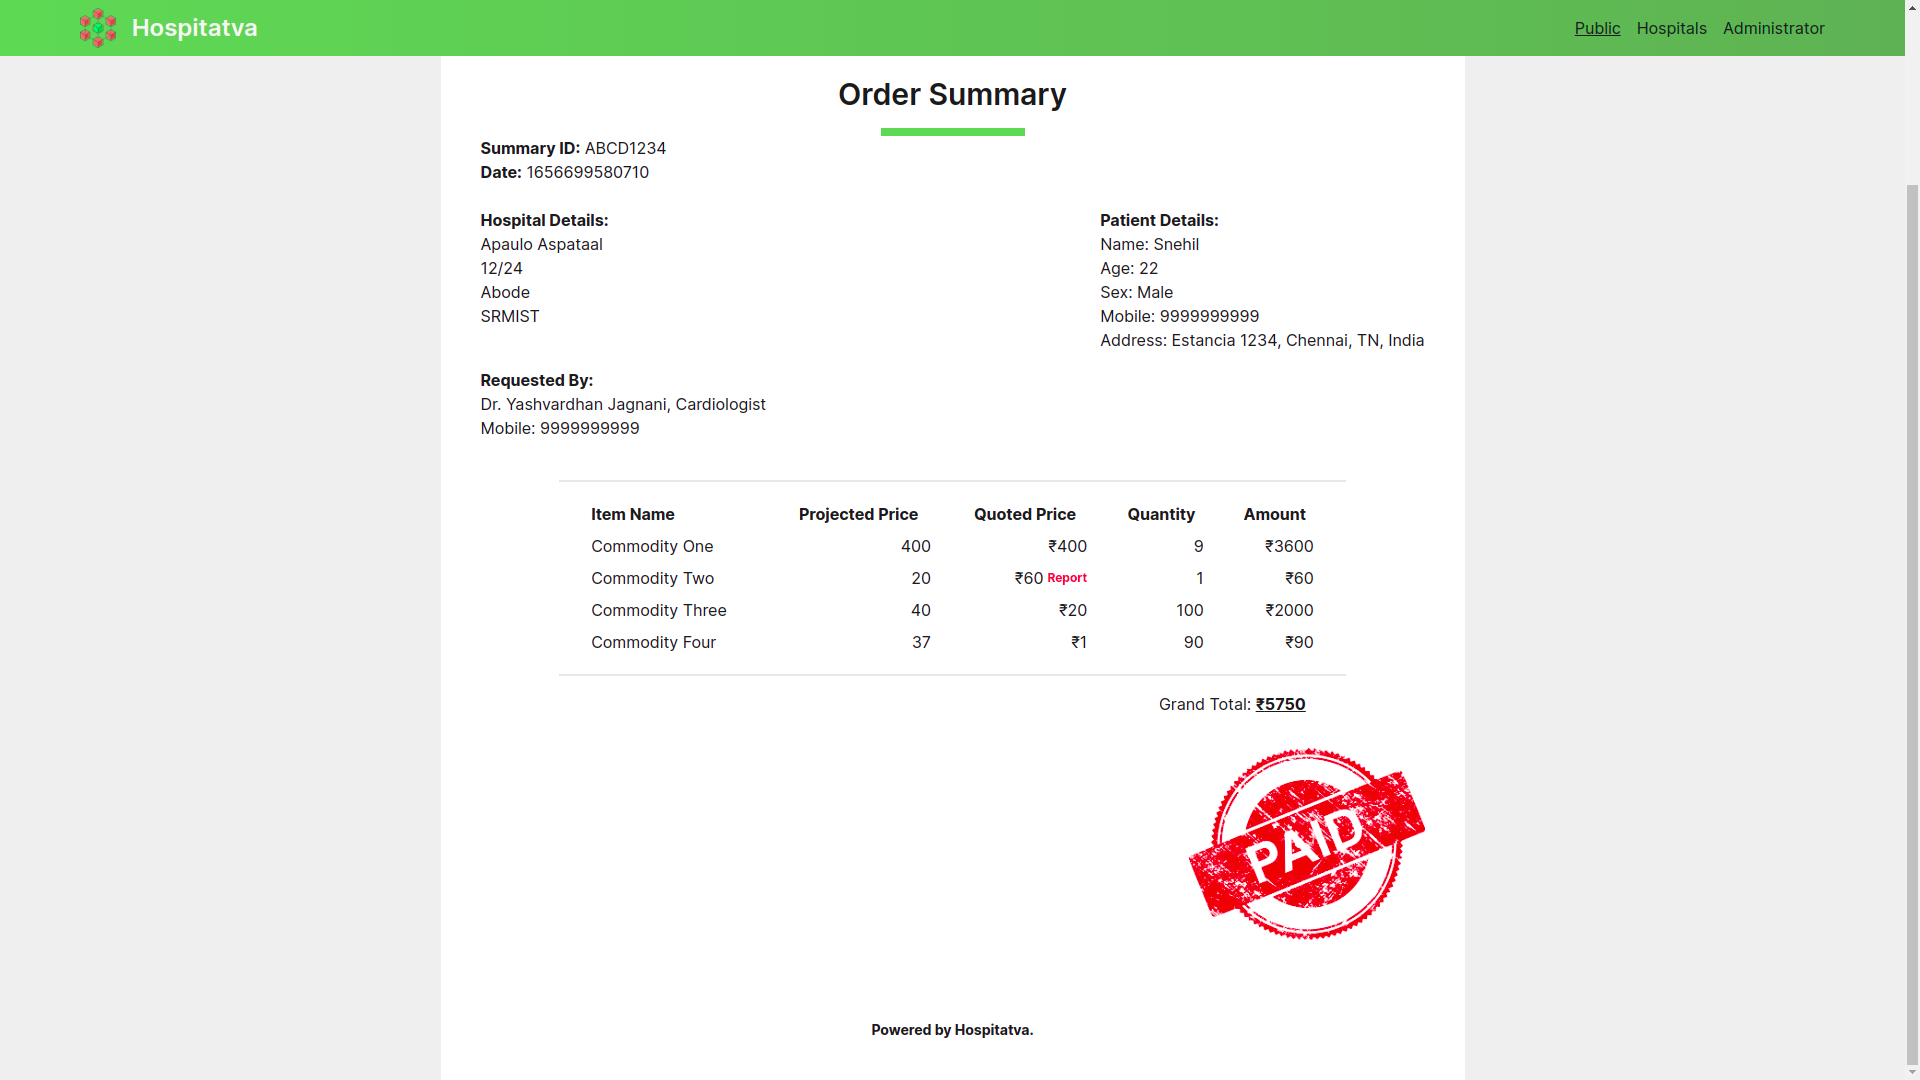 Hospitatva
Public Hospitals Administrator
Order Summary
Summary ID: ABCD1234
Date: 1656699580710
Hospital Details:
Apaulo Aspataal
12/24
Abode
SRMIST
Patient Details:
Name: Snehil
Age: 22
Sex: Male
Mobile: 9999999999
Address: Estancia 1234, Chennai, TN, India
Requested By:
Dr. Yashvardhan Jagnani, Cardiologist
Mobile: 9999999999
Item Name Projected Price Quoted Price Quantity Amount
Commodity One 400 ₹400 9 ₹3600
Commodity Two 20 ₹60 Report 1 ₹60
Commodity Three 40 ₹20 100 ₹2000
Commodity Four 37 ₹1 90 ₹90
Grand Total: ₹5750
PAID
Powered by Hospitatva.